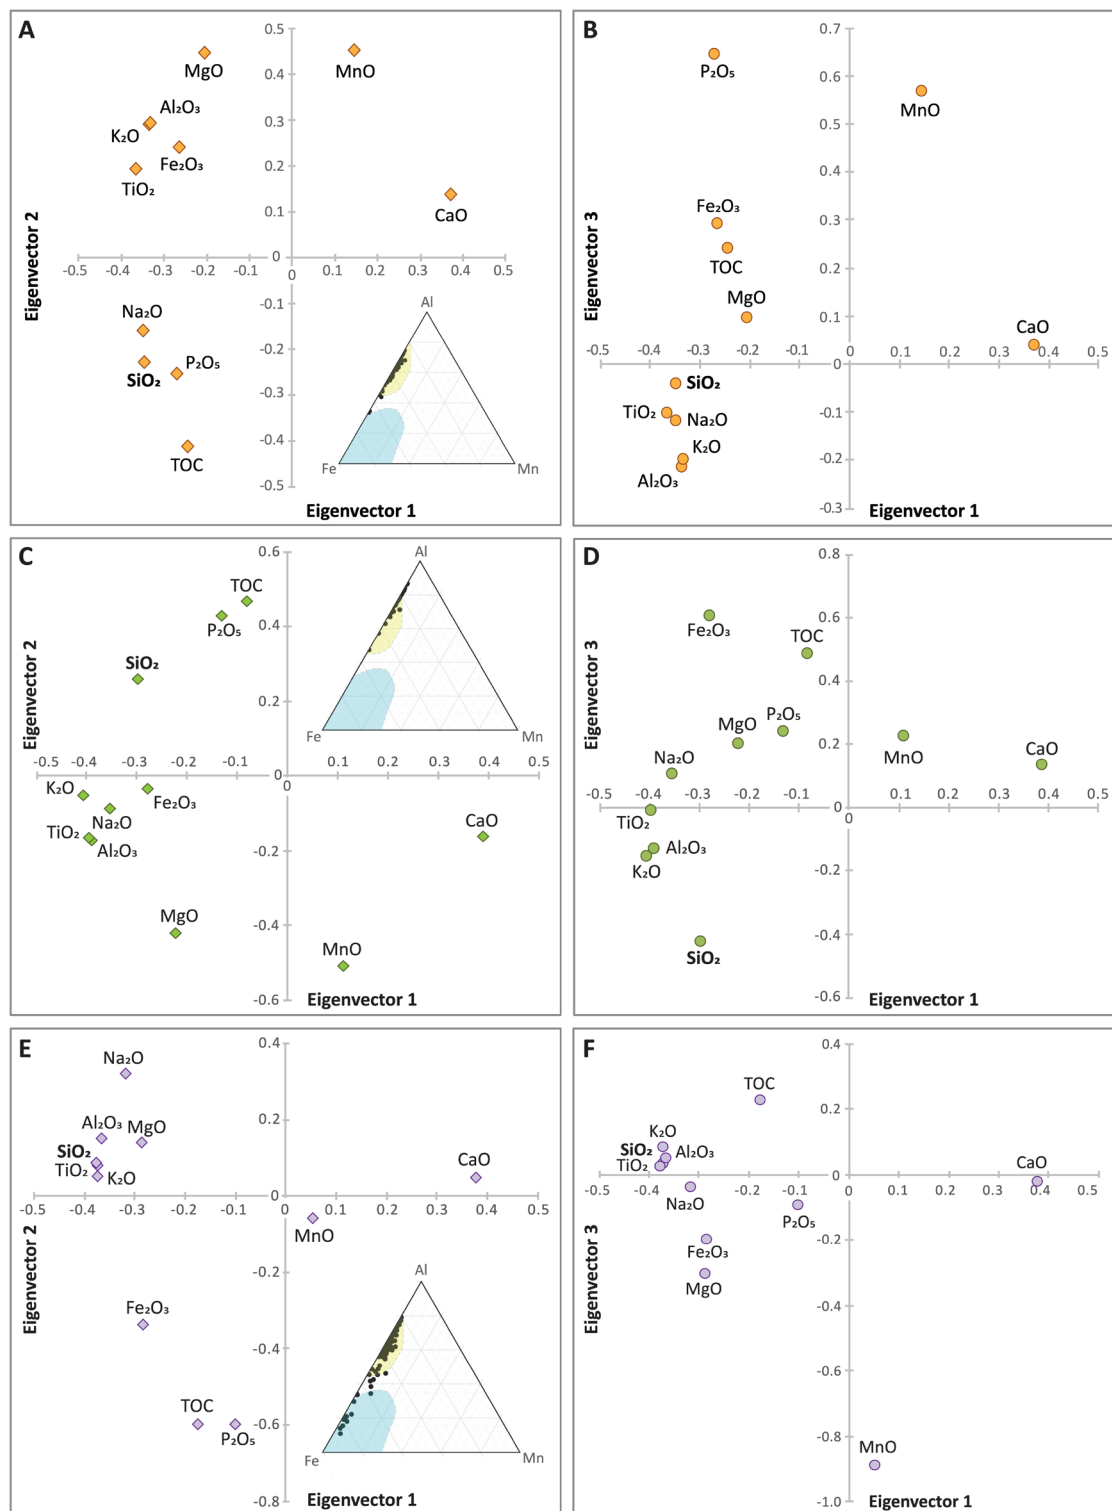 A
0.5
MgO
MnO
0.4
Al₂O₃
0.3
K₂O
Fe₂O₃
0.2
TiO₂
CaO
0.1
Eigenvector 2
0
-0.5 -0.4 -0.3 -0.2 -0.1 0 0.1 0.2 0.3 0.4 0.5
-0.1
Na₂O
Al
-0.2
P₂O₅
SiO₂
-0.3
-0.4
TOC
Fe Mn
-0.5
Eigenvector 1
B
0.7
P₂O₅
0.6
MnO
0.5
0.4
Fe₂O₃
0.3
Eigenvector 3
TOC
0.2
MgO
0.1
CaO
-0.5 -0.4 -0.3 -0.2 -0.1 0 0.1 0.2 0.3 0.4 0.5
0
SiO₂
TiO₂ Na₂O
-0.1
K₂O
-0.2
Al₂O₃
-0.3
Eigenvector 1
C
0.6
Al
TOC
P₂O₅
0.4
SiO₂
Eigenvector 2
0.2
Fe Mn
-0.5 -0.4 -0.3 -0.2 -0.1 0 0 0.1 0.2 0.3 0.4 0.5
K₂O Fe₂O₃
Na₂O
TiO₂
Al₂O₃
CaO
-0.2
MgO
-0.4
MnO
-0.6
Eigenvector 1
D
0.8
Fe₂O₃
0.6
TOC
Eigenvector 3
0.4
P₂O₅
MgO
0.2
MnO CaO
Na₂O
-0.5 -0.4 -0.3 -0.2 -0.1 0 0.1 0.2 0.3 0.4 0.5
0
TiO₂
Al₂O₃
K₂O
-0.2
-0.4
SiO₂
-0.6
Eigenvector 1
E
0.4
Na₂O
0.2
Al₂O₃ MgO
SiO₂
TiO₂ K₂O
CaO
0
-0.5 -0.4 -0.3 -0.2 -0.1 0 0.1 0.2 0.3 0.4 0.5
MnO
Eigenvector 2
-0.2
Al
Fe₂O₃
-0.4
TOC
P₂O₅
-0.6
Fe Mn
-0.8
Eigenvector 1
F
0.4
TOC
0.2
K₂O
SiO₂ Al₂O₃
TiO₂
CaO
-0.5 -0.4 -0.3 -0.2 -0.1 0 0.1 0.2 0.3 0.4 0.5
Na₂O
P₂O₅
Eigenvector 3
-0.2
Fe₂O₃
MgO
-0.4
-0.6
-0.8
MnO
-1.0
Eigenvector 1